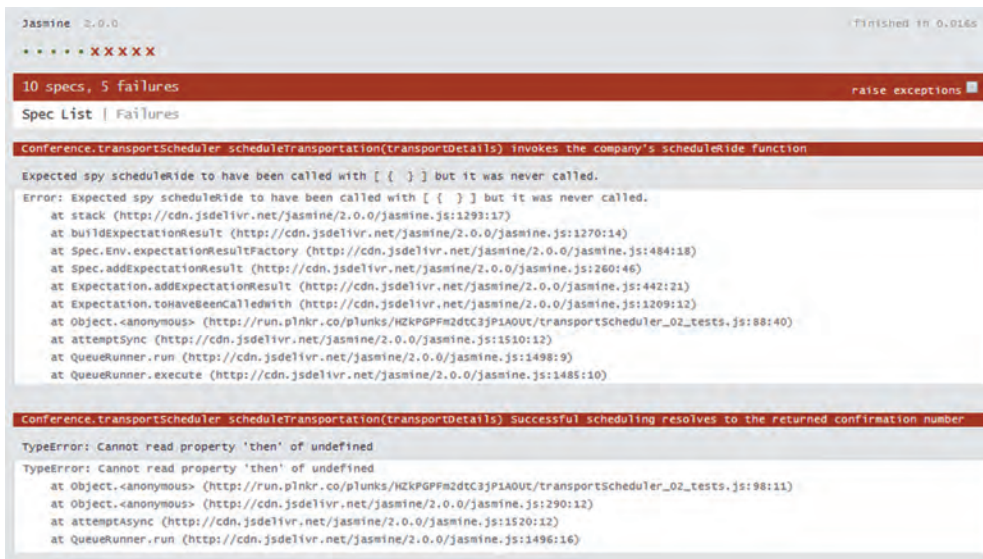 Jasmine 2.0.0
finished in 0.016s
• • • • • x x x x x
10 specs, 5 failures
raise exceptions
Spec List | Failures
Conference.transportScheduler scheduleTransportation(transportDetails) invokes the company's scheduleRide function
Expected spy scheduleRide to have been called with [ { } ] but it was never called.
Error: Expected spy scheduleRide to have been called with [ { } ] but it was never called.
at stack (http://cdn.jsdelivr.net/jasmine/2.0.0/jasmine.js:1293:17)
at buildExpectationResult (http://cdn.jsdelivr.net/jasmine/2.0.0/jasmine.js:1270:14)
at Spec.Env.expectationResultFactory (http://cdn.jsdelivr.net/jasmine/2.0.0/jasmine.js:484:18)
at Spec.addExpectationResult (http://cdn.jsdelivr.net/jasmine/2.0.0/jasmine.js:260:46)
at Expectation.addExpectationResult (http://cdn.jsdelivr.net/jasmine/2.0.0/jasmine.js:442:21)
at Expectation.toHaveBeenCalledWith (http://cdn.jsdelivr.net/jasmine/2.0.0/jasmine.js:1209:12)
at Object.<anonymous> (http://run.plnkr.co/plunks/HZkPGPFm2dtC3jP1AOUt/transportScheduler_02_tests.js:88:40)
at attemptSync (http://cdn.jsdelivr.net/jasmine/2.0.0/jasmine.js:1510:12)
at QueueRunner.run (http://cdn.jsdelivr.net/jasmine/2.0.0/jasmine.js:1498:9)
at QueueRunner.execute (http://cdn.jsdelivr.net/jasmine/2.0.0/jasmine.js:1485:10)
Conference.transportScheduler scheduleTransportation(transportDetails) Successful scheduling resolves to the returned confirmation number
TypeError: Cannot read property 'then' of undefined
TypeError: Cannot read property 'then' of undefined
at Object.<anonymous> (http://run.plnkr.co/plunks/HZkPGPFm2dtC3jP1AOUt/transportScheduler_02_tests.js:98:11)
at Object.<anonymous> (http://cdn.jsdelivr.net/jasmine/2.0.0/jasmine.js:290:12)
at attemptAsync (http://cdn.jsdelivr.net/jasmine/2.0.0/jasmine.js:1520:12)
at QueueRunner.run (http://cdn.jsdelivr.net/jasmine/2.0.0/jasmine.js:1496:16)